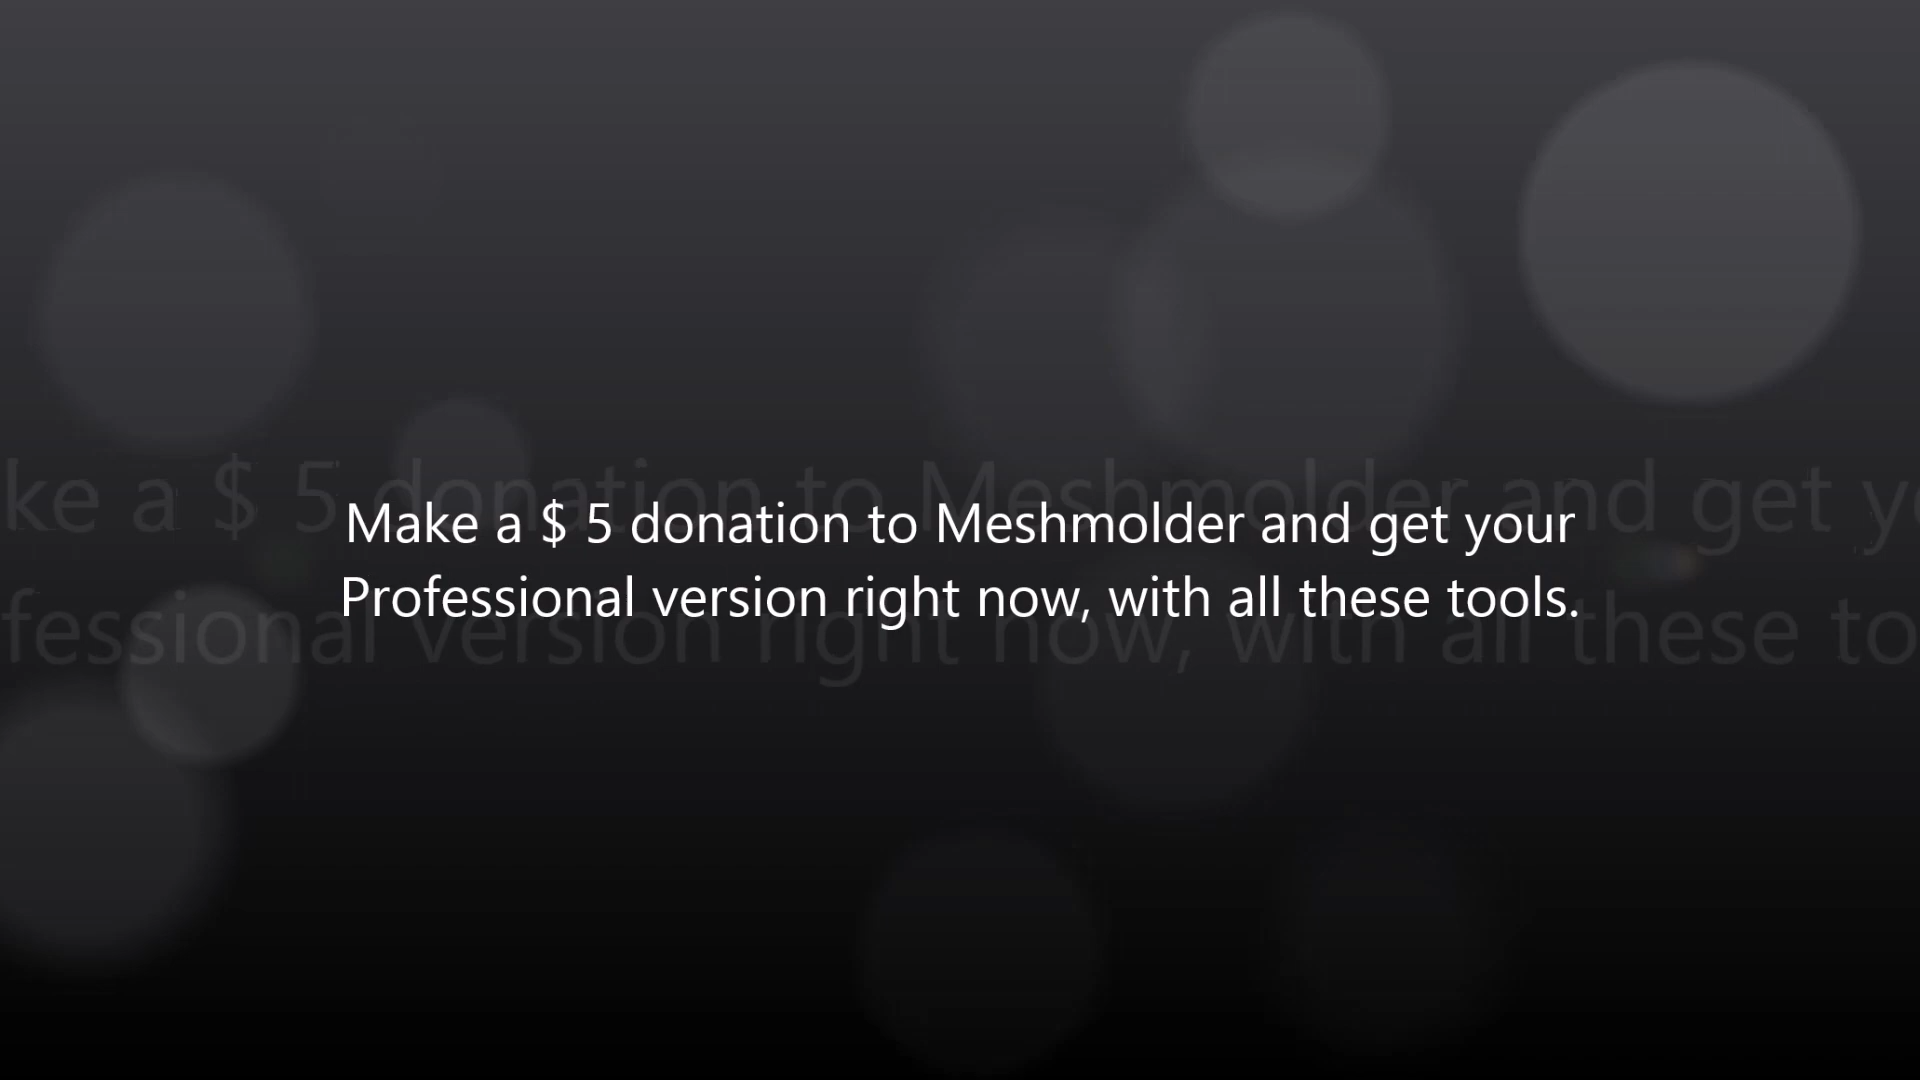 Make a $ 5 donation to Meshmolder and get your
Professional version right now, with all these tools.